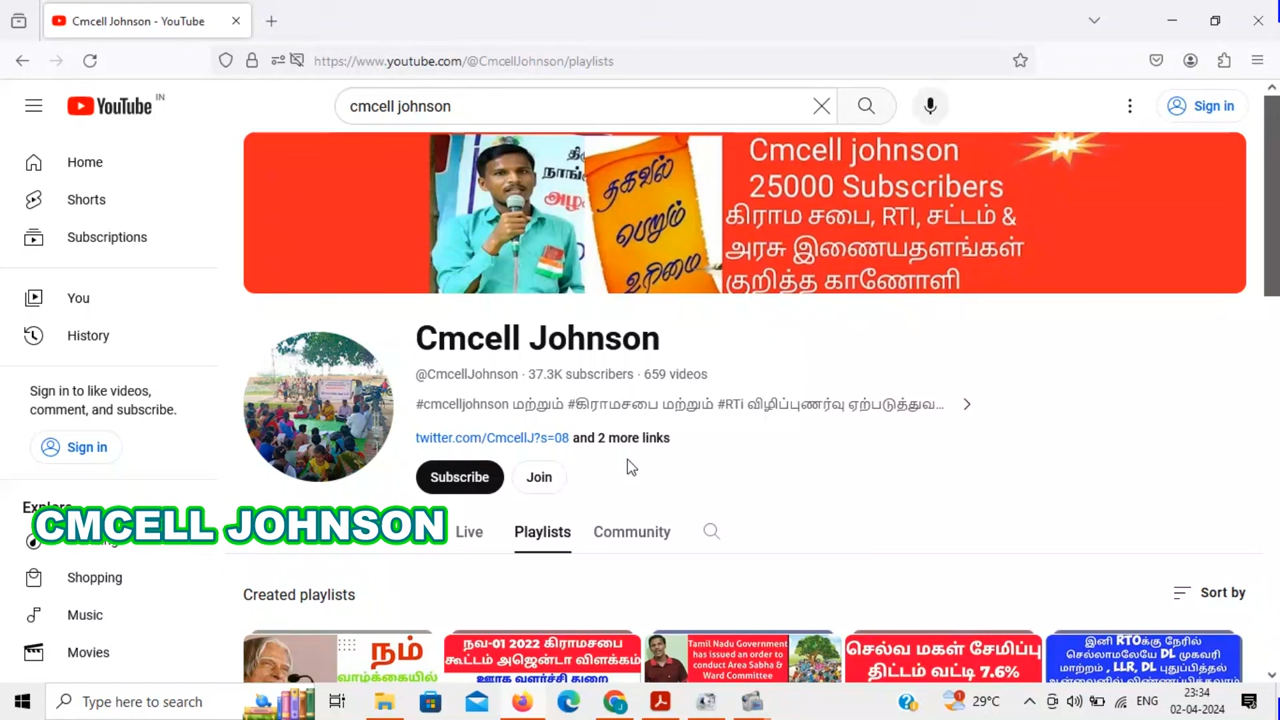 Cmcell Johnson - YouTube
https://www.youtube.com/@CmcellJohnson/playlists
YouTube IN
cmcell johnson
Sign in
Home
Shorts
Subscriptions
You
History
Sign in to like videos,
comment, and subscribe.
Sign in
Shopping
Music
Movies
தகவல்
பெறும்
உரிமை
Cmcell johnson
25000 Subscribers
கிராம சபை, RTI, சட்டம் &
அரசு இணையதளங்கள்
குறித்த காணோளி
Cmcell Johnson
@CmcellJohnson · 37.3K subscribers · 659 videos
#cmcelljohnson மற்றும் #கிராமசபை மற்றும் #RTi விழிப்புணர்வு ஏற்படுத்துவ...
twitter.com/CmcellJ?s=08 and 2 more links
Subscribe
Join
CMCELL JOHNSON
Live
Playlists
Community
Created playlists
Sort by
நம்
வாழ்க்கையில்
நவ-01 2022 கிராமசபை
கூட்டம் அஜெண்டா விளக்கம்
ஊரக வளர்ச்சி துறை
Tamil Nadu Government
has issued an order to
conduct Area Sabha &
Ward Committee
செல்வ மகள் சேமிப்பு
திட்டம் வட்டி 7.6%
இனி RTOக்கு நேரில்
செல்லாமலேயே DL முகவரி
மாற்றம் , LLR, DL புதுப்பித்தல்
Type here to search
29°C
ENG
23:34
02-04-2024